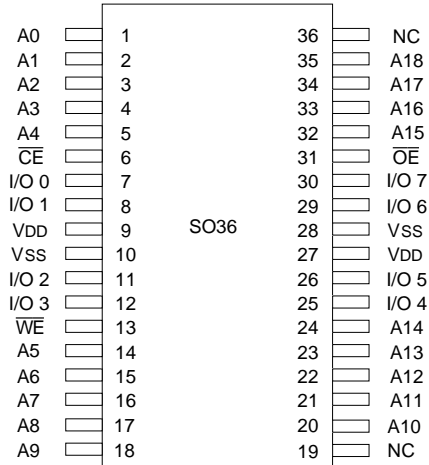 A0 1 36 NC
A1 2 35 A18
A2 3 34 A17
A3 4 33 A16
A4 5 32 A15
CE 6 31 OE
I/O 0 7 30 I/O 7
I/O 1 8 29 I/O 6
VDD 9 SO36 28 VSS
VSS 10 27 VDD
I/O 2 11 26 I/O 5
I/O 3 12 25 I/O 4
WE 13 24 A14
A5 14 23 A13
A6 15 22 A12
A7 16 21 A11
A8 17 20 A10
A9 18 19 NC